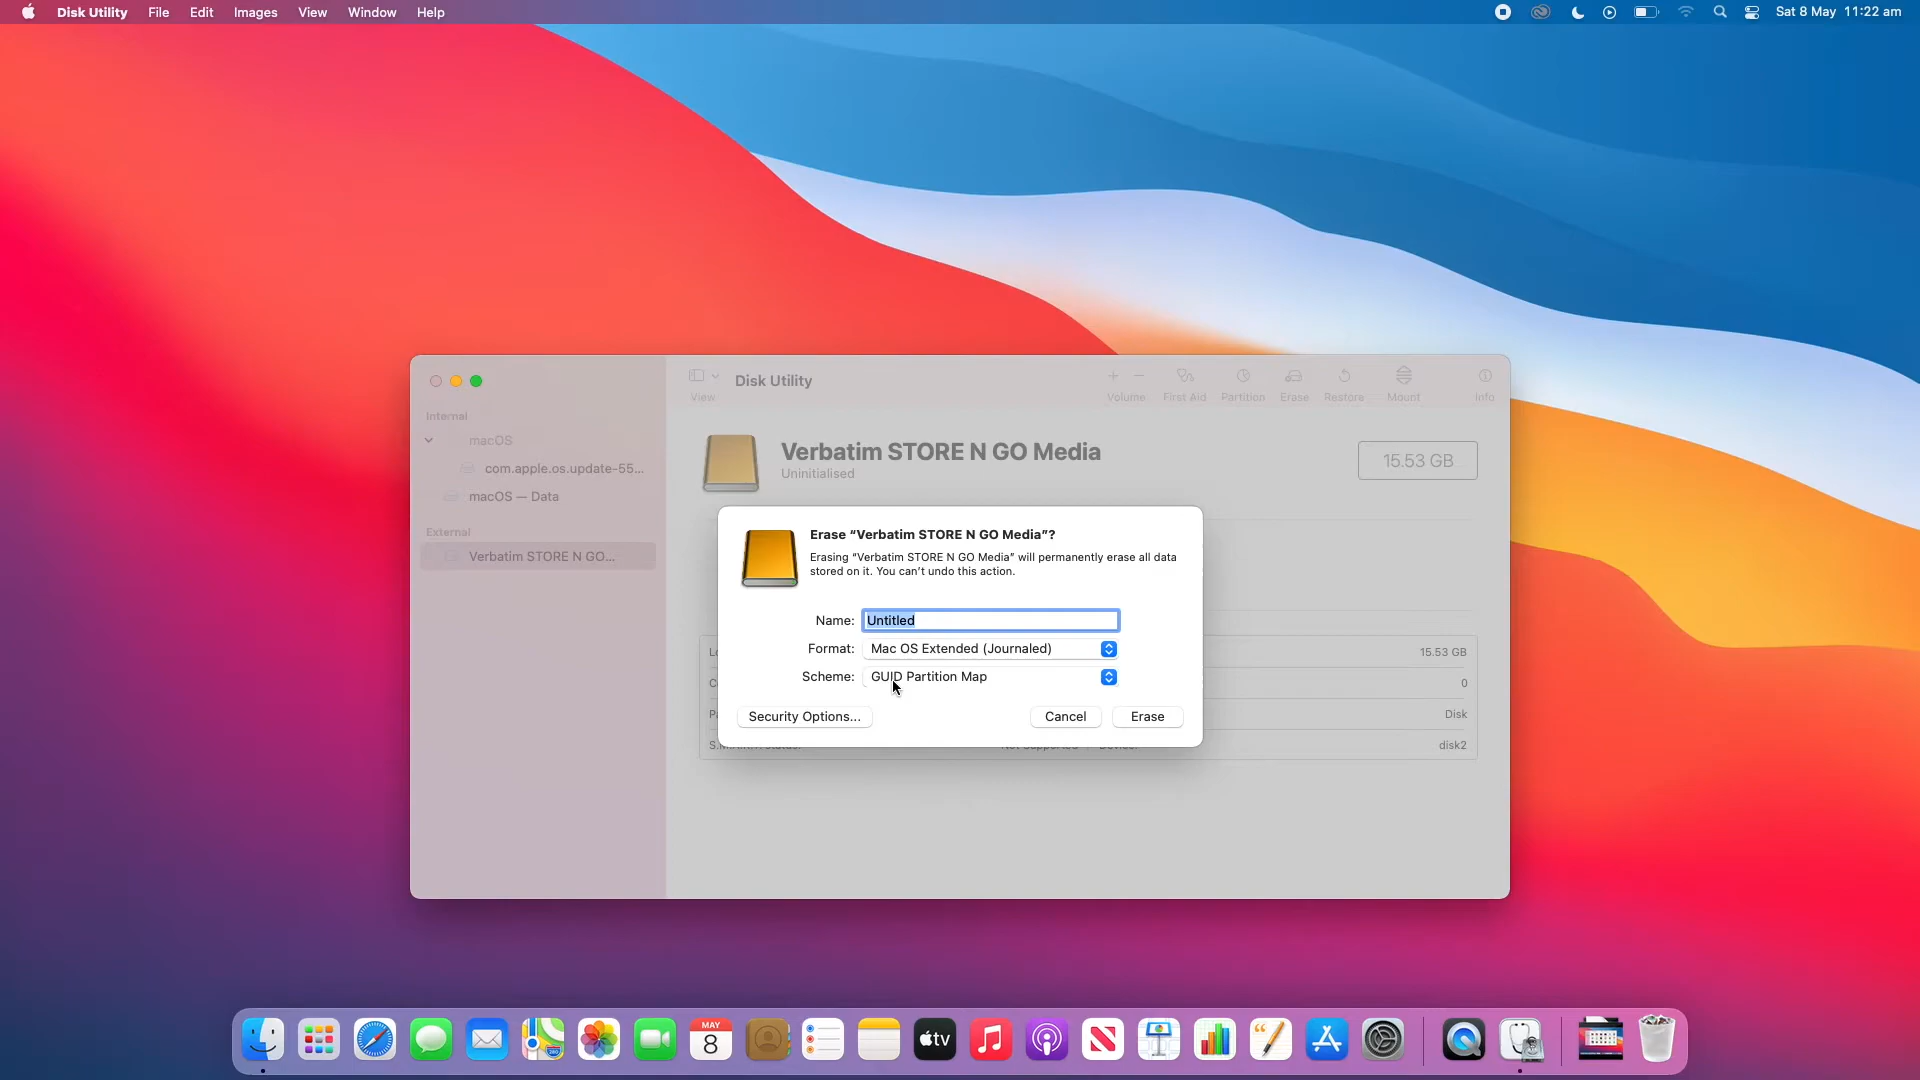 Disk Utility File Edit Images View Window Help Sat 8 May 11:22 am
Disk Utility
View Volume First Aid Partition Erase Restore Mount Info
Internal
macOS
com.apple.os.update-55...
macOS — Data
External
Verbatim STORE N GO...
Verbatim STORE N GO Media
Uninitialised
15.53 GB
Erase “Verbatim STORE N GO Media”?
Erasing “Verbatim STORE N GO Media” will permanently erase all data
stored on it. You can’t undo this action.
Name: Untitled
Format: Mac OS Extended (Journaled)
Scheme: GUID Partition Map
Security Options... Cancel Erase
15.53 GB
0
Disk
disk2
MAY
8
tv
280